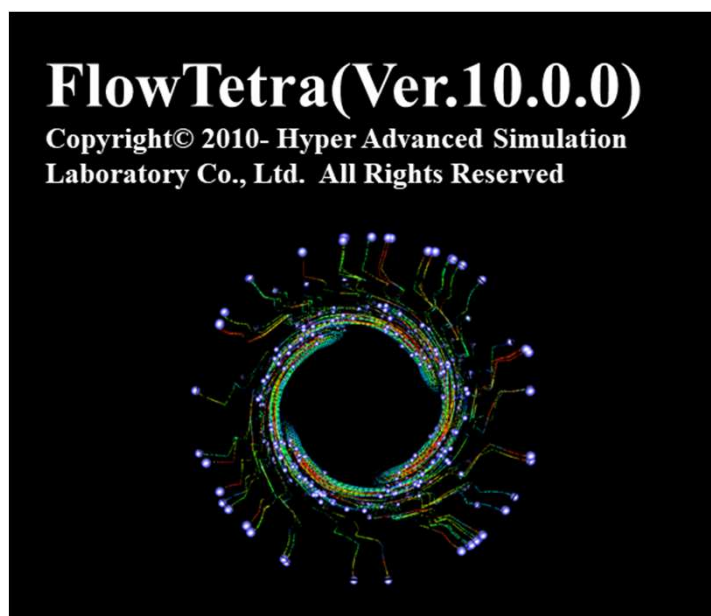 FlowTetra(Ver.10.0.0)
Copyright© 2010- Hyper Advanced Simulation
Laboratory Co., Ltd.  All Rights Reserved